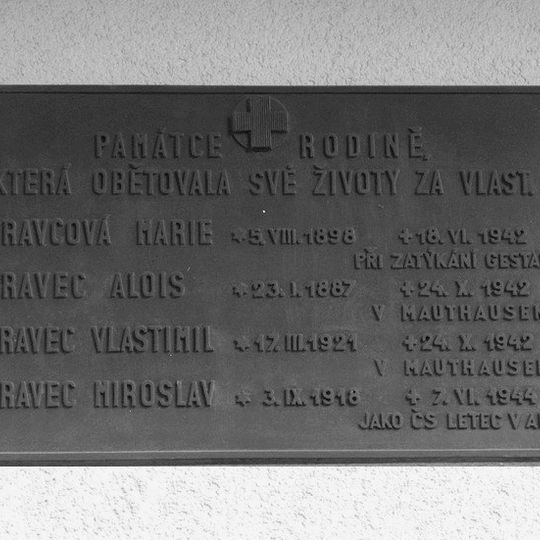 PAMÁTCE RODINĚ,
KTERÁ OBĚTOVALA SVÉ ŽIVOTY ZA VLAST.
RAVCOVÁ MARIE * 5. VIII. 1898 + 18. VI. 1942
PŘI ZATÝKÁNÍ GESTA
RAVEC ALOIS * 23. I. 1887 + 24. X. 1942
V MAUTHAUSEN
RAVEC VLASTIMIL * 17. III. 1921 + 24. X. 1942
V MAUTHAUSEN
RAVEC MIROSLAV * 3. IX. 1918 + 7. VI. 1944
JAKO ČS LETEC V A